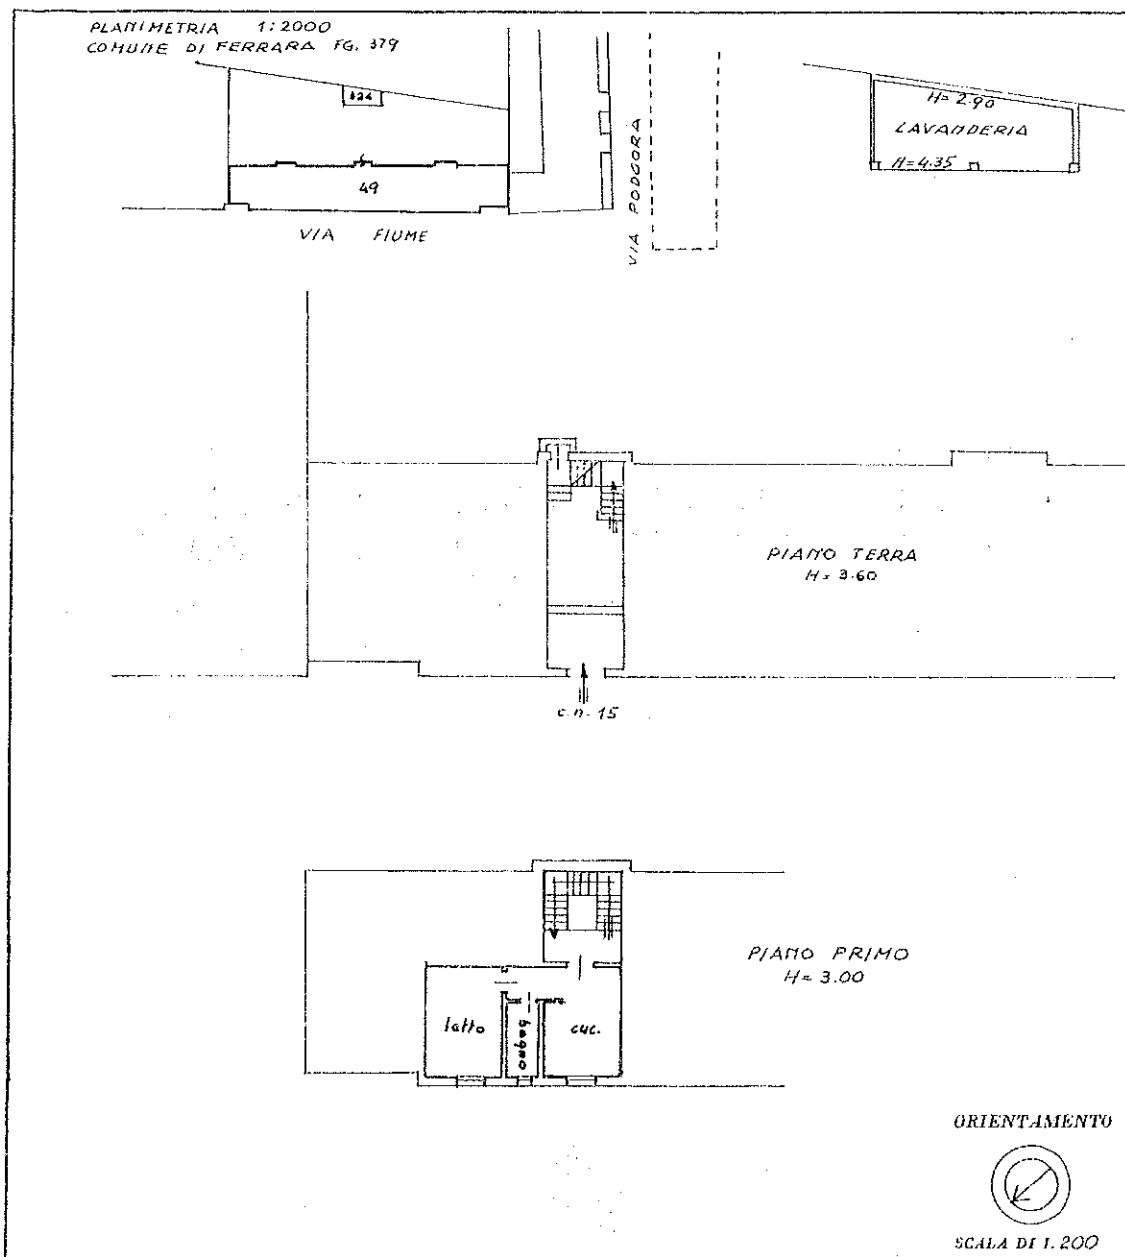 PLANIMETRIA 1:2000
COMUNE DI FERRARA FG. 379
324
49
VIA FIUME
VIA PODGORA
H= 2.90
LAVANDERIA
H=4.35
PIANO TERRA
H= 3.60
c.n. 15
PIANO PRIMO
H= 3.00
letto
bagno
cuc.
ORIENTAMENTO
SCALA DI 1. 200